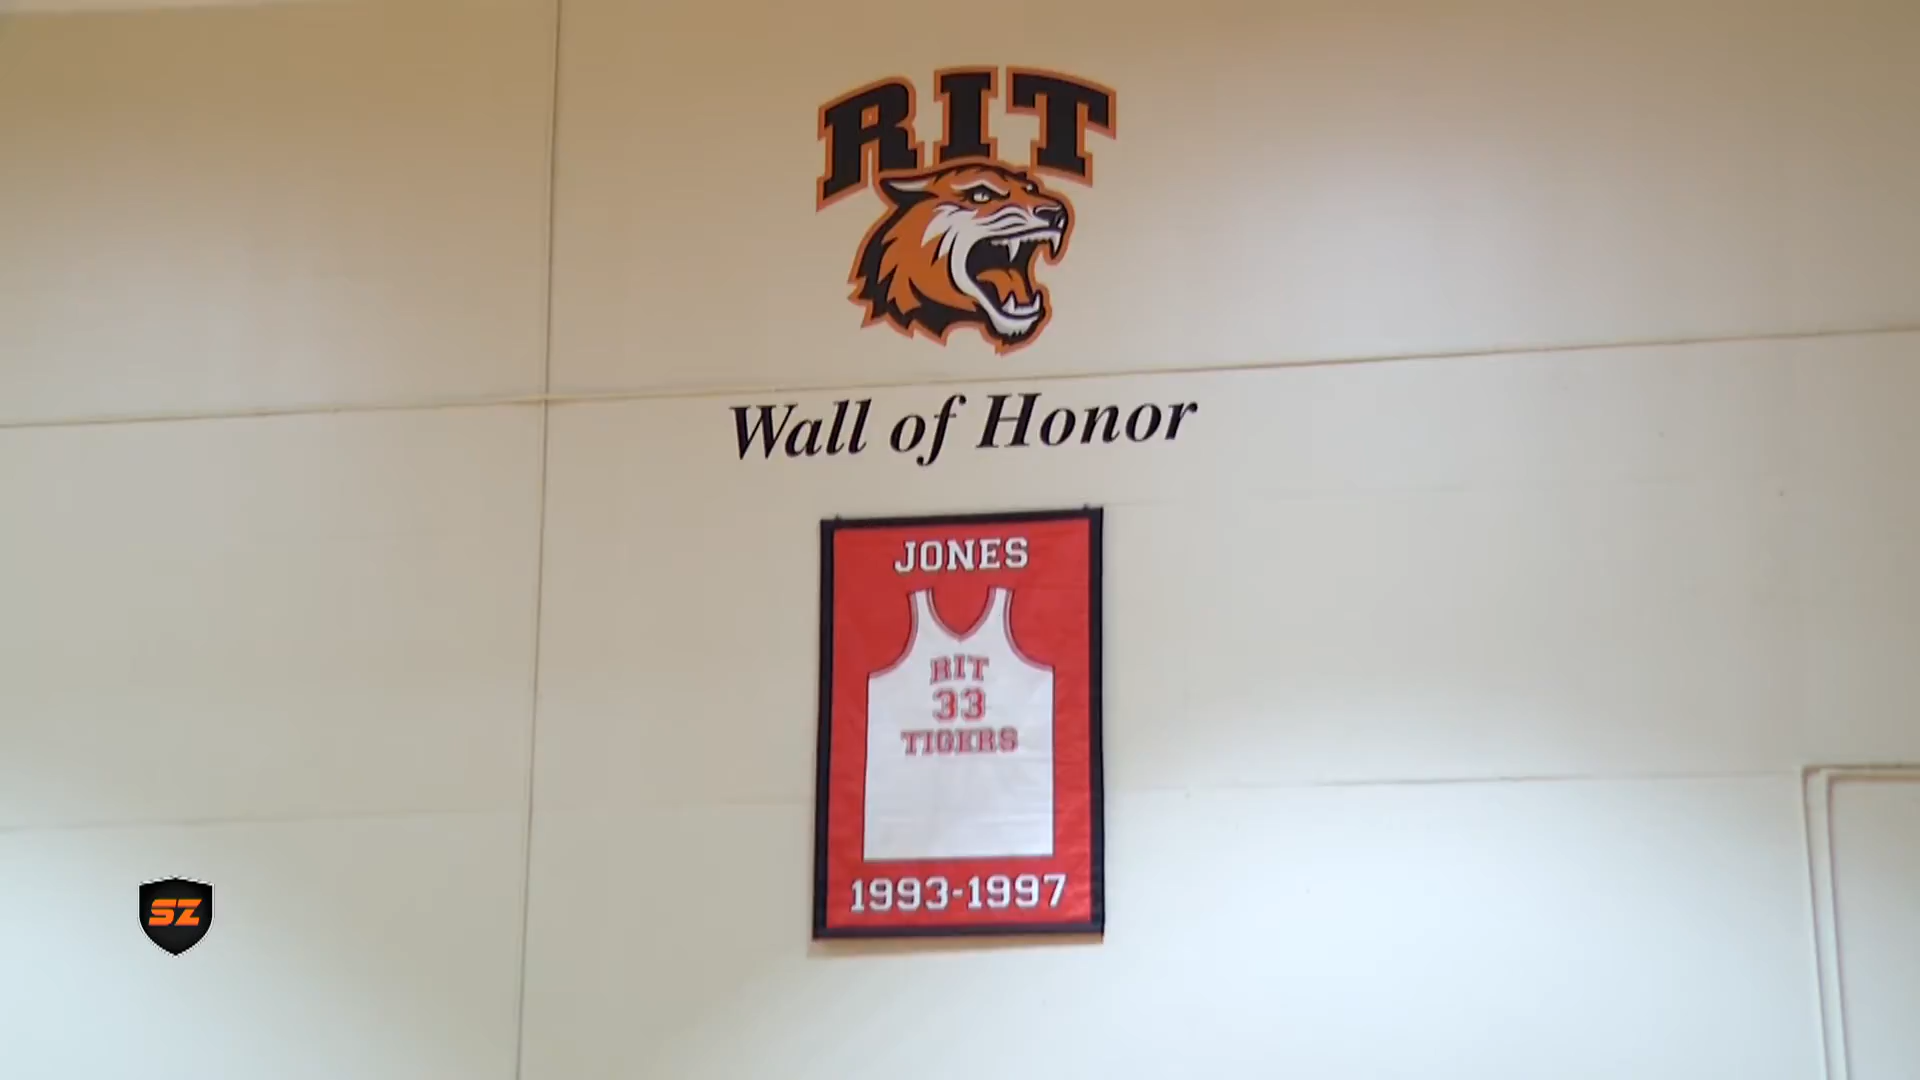 RIT
Wall of Honor
JONES
RIT
33
TIGERS
1993-1997
SZ